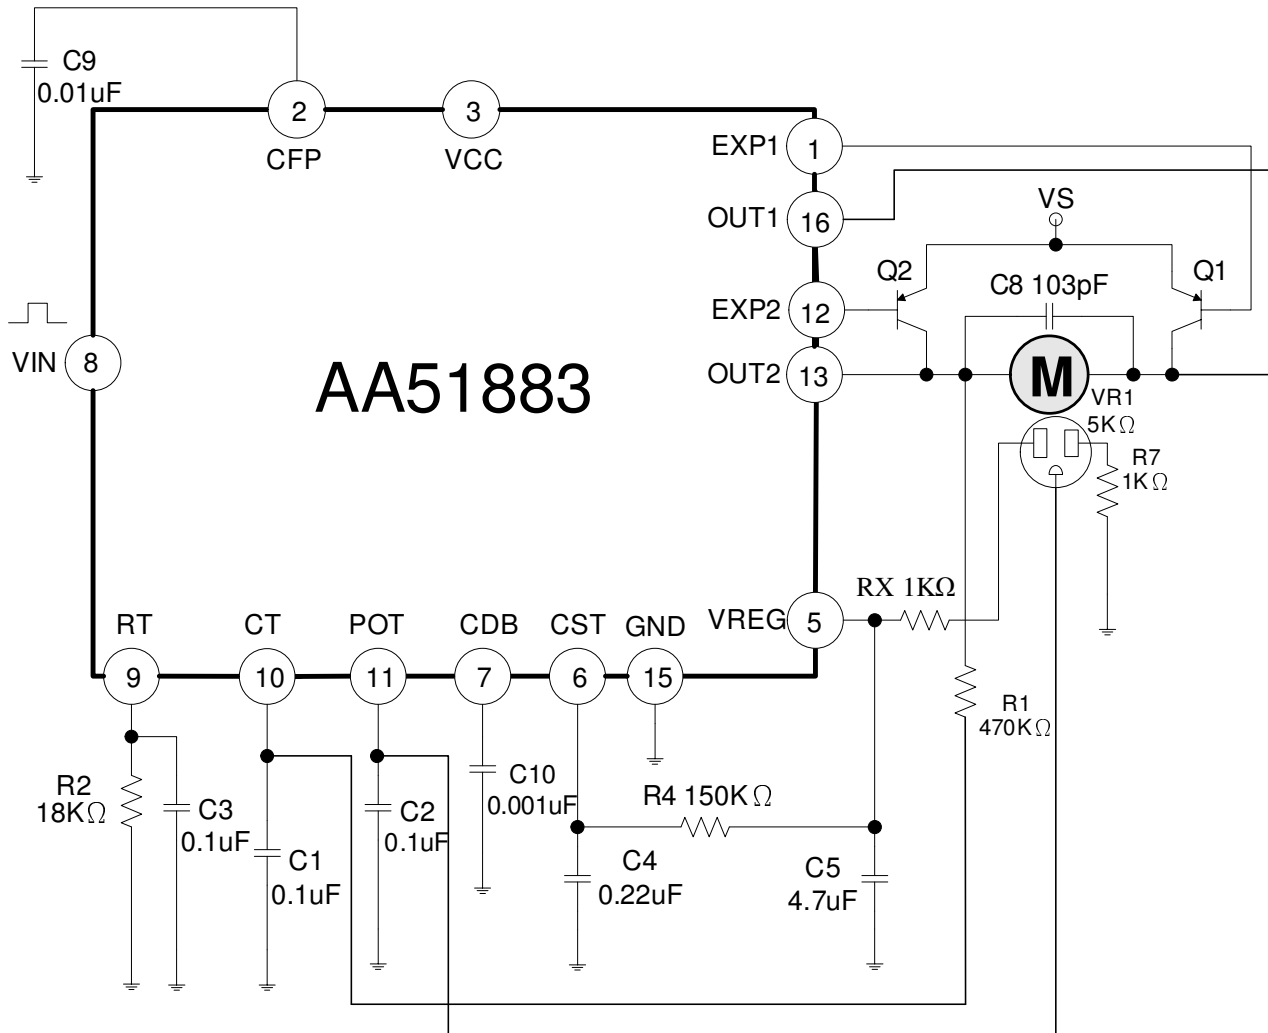 C9
0.01uF
2
CFP
3
VCC
EXP1
1
OUT1
16
VS
Q2
C8 103pF
Q1
EXP2
12
VIN
8
AA51883
OUT2
13
M
VR1
5KΩ
R7
1KΩ
RX 1KΩ
RT
CT
POT
CDB
CST
GND
VREG
5
9
10
11
7
6
15
R1
470KΩ
R2
18KΩ
C3
0.1uF
C1
0.1uF
C2
0.1uF
C10
0.001uF
R4 150KΩ
C4
0.22uF
C5
4.7uF